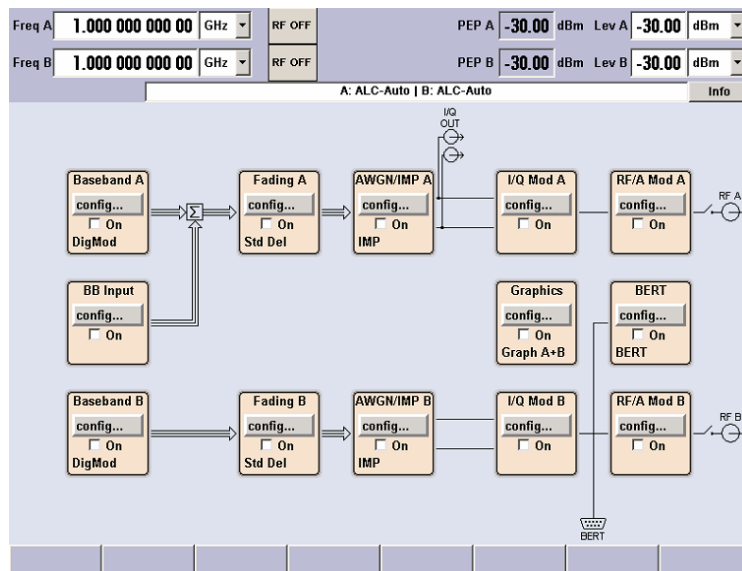 Freq A 1.000 000 000 00 GHz RF OFF PEP A -30.00 dBm Lev A -30.00 dBm
Freq B 1.000 000 000 00 GHz RF OFF PEP B -30.00 dBm Lev B -30.00 dBm
A: ALC-Auto | B: ALC-Auto Info
I/Q
OUT
Baseband A Fading A AWGN/IMP A I/Q Mod A RF/A Mod A
config... Σ config... config... config... config... RF A
On On On On On
DigMod Std Del IMP
BB Input Graphics BERT
config... config... config...
On On On
Graph A+B BERT
Baseband B Fading B AWGN/IMP B I/Q Mod B RF/A Mod B
config... config... config... config... config... RF B
On On On On On
DigMod Std Del IMP
BERT